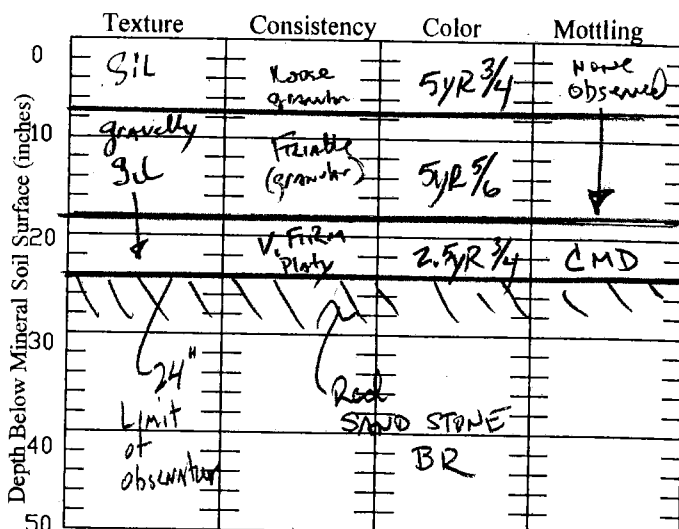 Texture Consistency Color Mottling
Depth Below Mineral Soil Surface (inches)
0
SiL
Loose
granular
5YR 3/4
None
Observed
10
gravelly
SiL
Friable
(granular)
5YR 5/6
20
V. Firm
Platy
2.5YR 3/4
CMD
30
24"
Limit
of
observation
Red
SAND STONE
BR
40
50